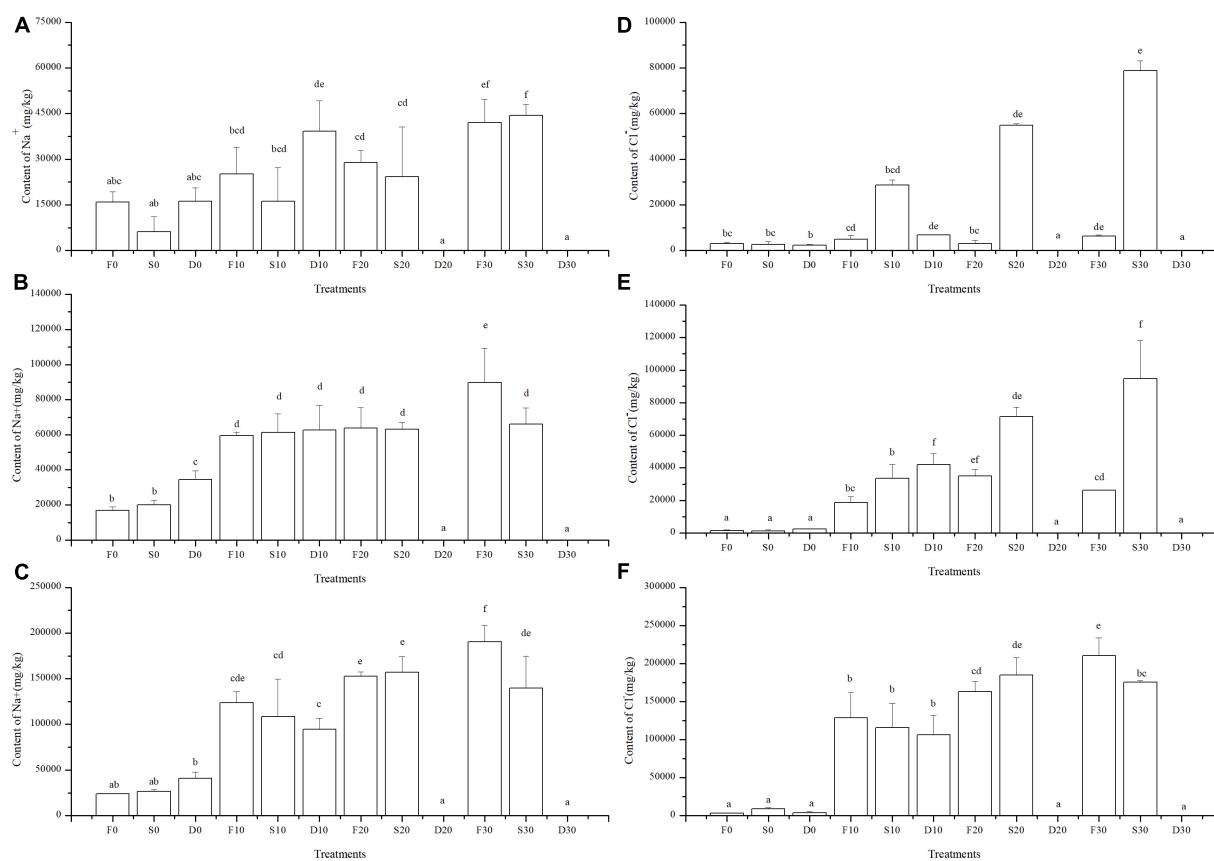 A
75000
60000
45000
30000
15000
0
Content of Na⁺ (mg/kg)
abc
ab
abc
bcd
bcd
de
cd
cd
a
ef
f
a
F0 S0 D0 F10 S10 D10 F20 S20 D20 F30 S30 D30
Treatments
B
140000
120000
100000
80000
60000
40000
20000
0
Content of Na+(mg/kg)
b
b
c
d
d
d
d
d
a
e
d
a
F0 S0 D0 F10 S10 D10 F20 S20 D20 F30 S30 D30
Treatments
C
250000
200000
150000
100000
50000
0
Content of Na+(mg/kg)
ab
ab
b
cde
cd
c
e
e
a
f
de
a
F0 S0 D0 F10 S10 D10 F20 S20 D20 F30 S30 D30
Treatments
D
100000
80000
60000
40000
20000
0
Content of Cl⁻(mg/kg)
bc
bc
b
cd
bcd
de
bc
de
a
de
e
a
F0 S0 D0 F10 S10 D10 F20 S20 D20 F30 S30 D30
Treatments
E
140000
120000
100000
80000
60000
40000
20000
0
Content of Cl⁻(mg/kg)
a
a
a
bc
b
f
ef
de
a
cd
f
a
F0 S0 D0 F10 S10 D10 F20 S20 D20 F30 S30 D30
Treatments
F
300000
250000
200000
150000
100000
50000
0
Content of Cl⁻(mg/kg)
a
a
a
b
b
b
cd
de
a
e
bc
a
F0 S0 D0 F10 S10 D10 F20 S20 D20 F30 S30 D30
Treatments